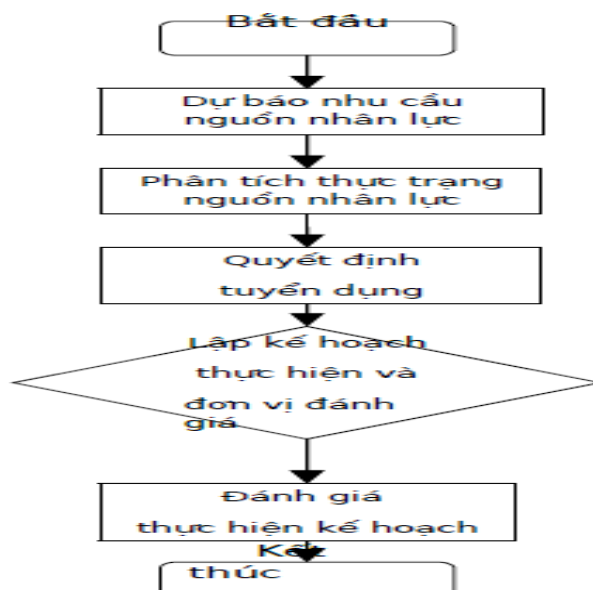 Bắt đầu
Dự báo nhu cầu
nguồn nhân lực
Phân tích thực trạng
nguồn nhân lực
Quyết định
tuyển dụng
Lập kế hoạch
thực hiện và
đơn vị đánh
giá
Đánh giá
thực hiện kế hoạch
Kết
thúc